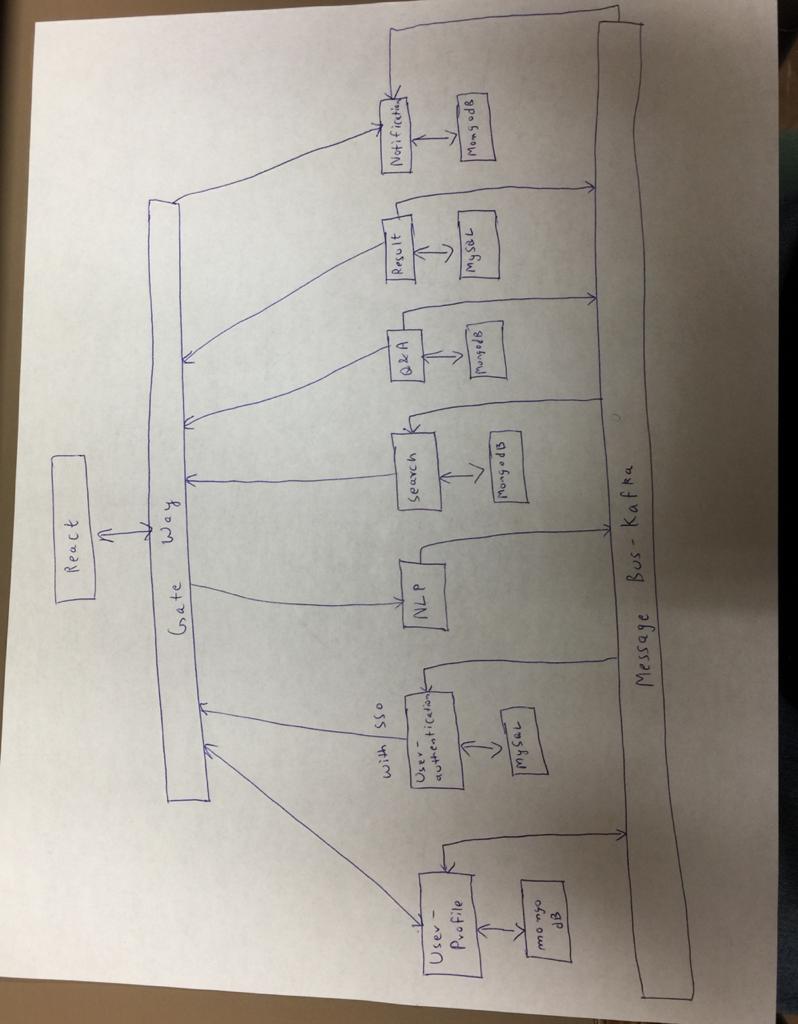 React
Gate Way
with SSO
User-
Profile
User-
authentication
NLP
Search
Q&A
Result
Notification
mongo
dB
MySQL
MongodB
MongodB
MySQL
MongodB
Message Bus-Kafka